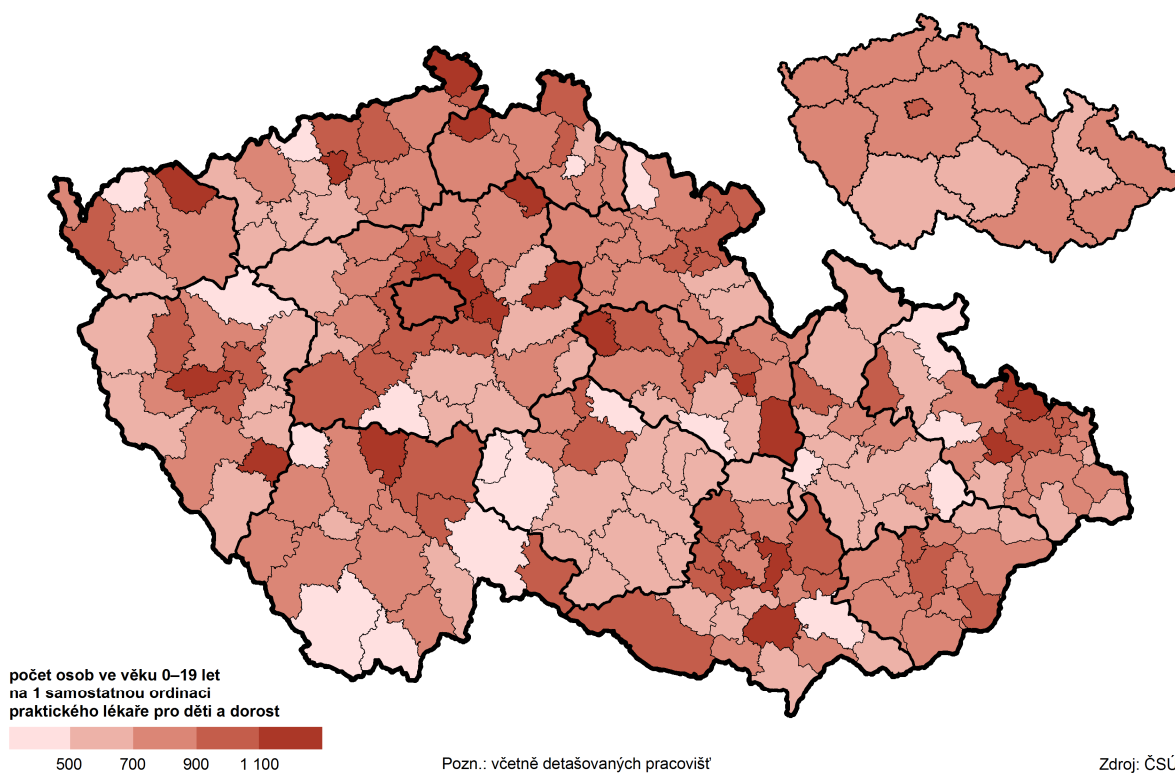 počet osob ve věku 0–19 let
na 1 samostatnou ordinaci
praktického lékaře pro děti a dorost
500 700 900 1 100
Pozn.: včetně detašovaných pracovišť
Zdroj: ČSÚ